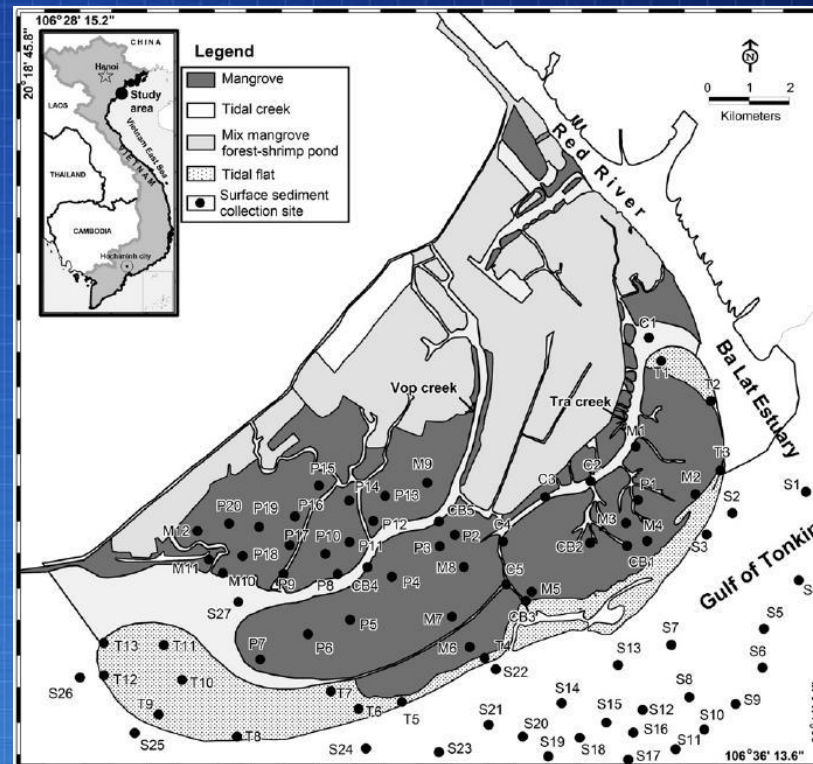 106° 28' 15.2"
20° 18' 45.8"
CHINA
Hanoi
Study
area
LAOS
Vietnam East Sea
VIETNAM
THAILAND
CAMBODIA
Hochiminh city
Legend
Mangrove
Tidal creek
Mix mangrove
forest-shrimp pond
Tidal flat
Surface sediment
collection site
N
0 1 2
Kilometers
Red River
Ba Lat Estuary
Gulf of Tonkin
Vop creek
Tra creek
C1
T1
T2
M1
T3
P15
M9
C2
P14
P13
C3
P1
M2
S1
P20
P19
P16
P12
CB5
M3
M4
S2
M12
P17
P10
P11
P3
P2
C4
CB2
CB1
S3
M11
P18
M10
P9
P8
CB4
P4
M8
C5
M5
S27
CB3
P5
M7
S5
P7
P6
M6
T4
S13
S7
T13
T11
S22
S6
S26
T12
T10
T7
S14
S8
T9
T6
T5
S15
S12
S9
S25
T8
S21
S20
S16
S10
S24
S23
S19
S18
S17
S11
106° 36' 13.6"